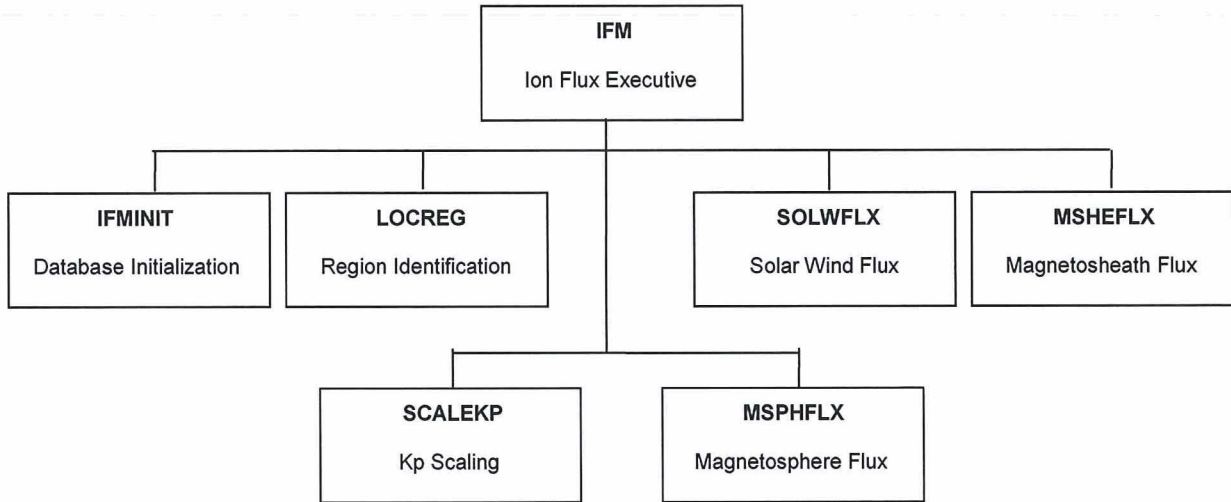 IFM
Ion Flux Executive
IFMINIT
Database Initialization
LOCREG
Region Identification
SOLWFLX
Solar Wind Flux
MSHEFLX
Magnetosheath Flux
SCALEKP
Kp Scaling
MSPHFLX
Magnetosphere Flux